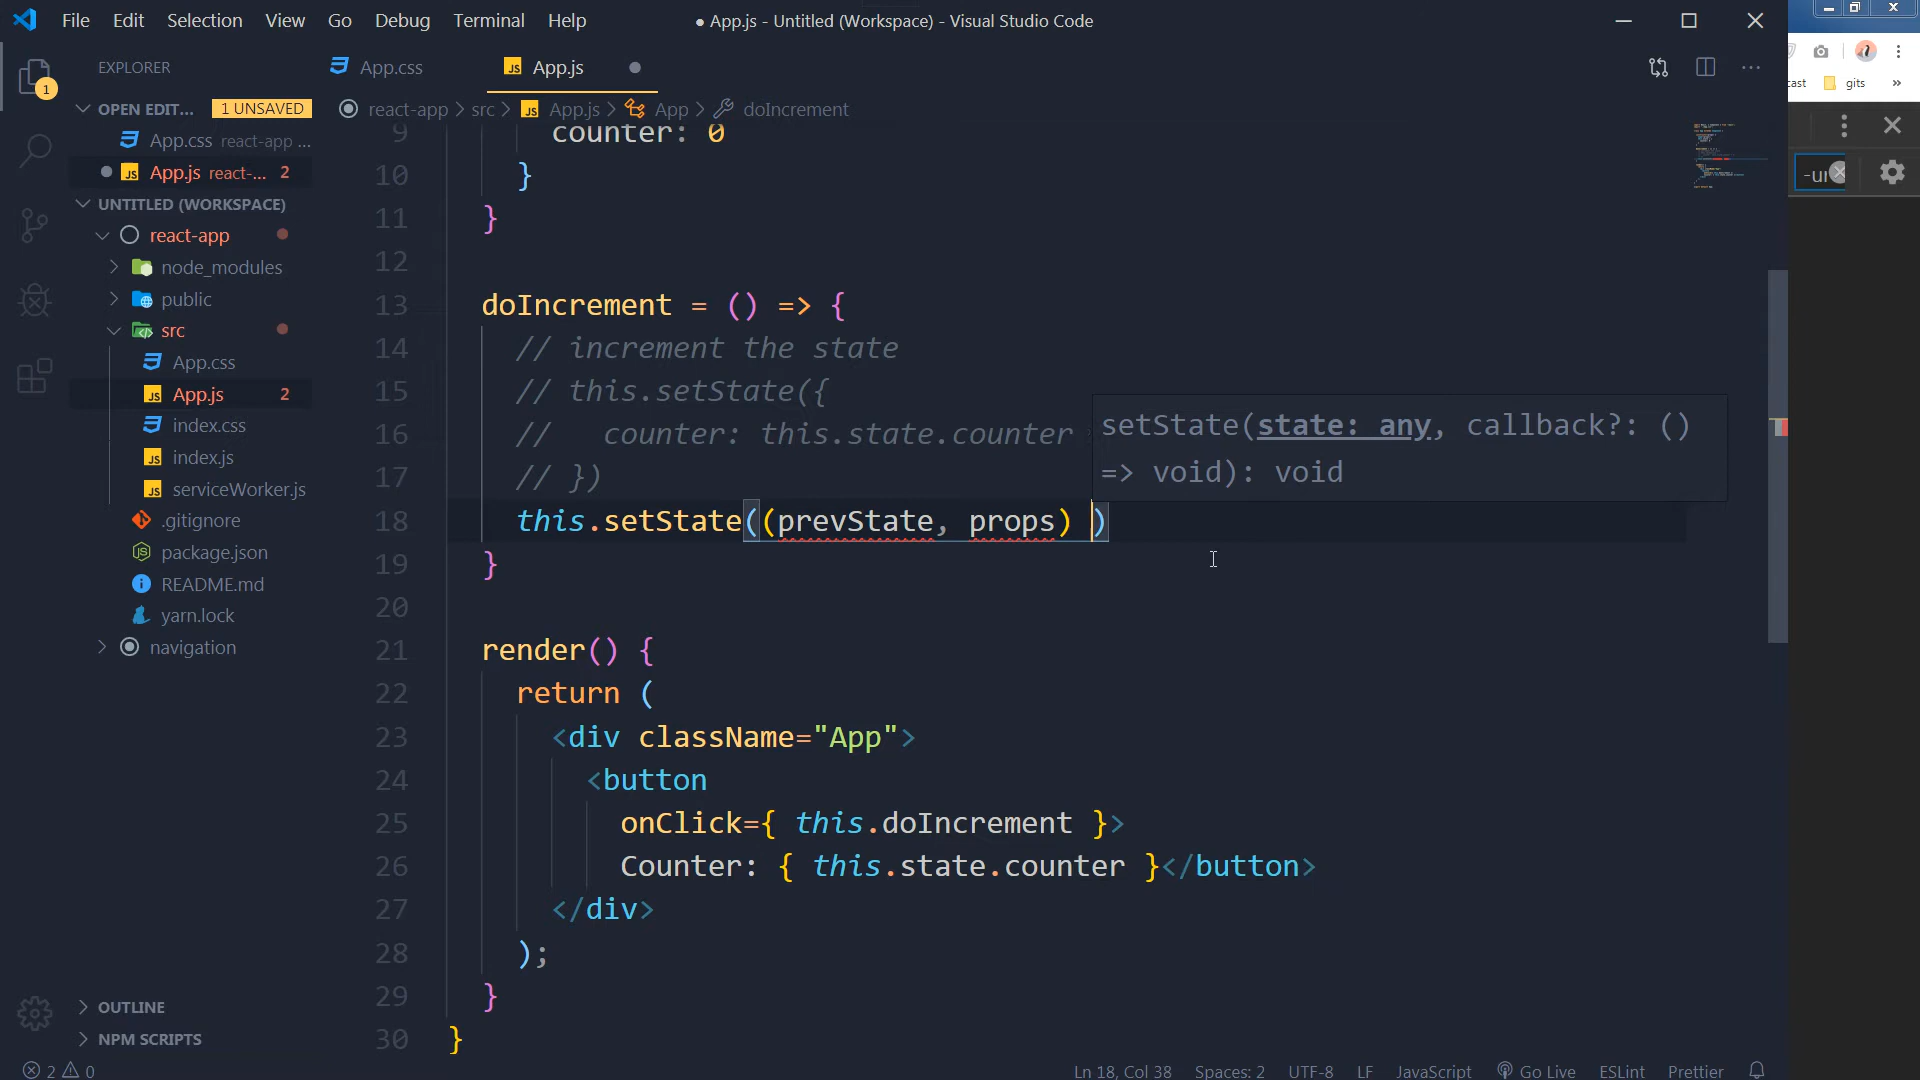 File Edit Selection View Go Debug Terminal Help
● App.js - Untitled (Workspace) - Visual Studio Code
EXPLORER
App.css
App.js
OPEN EDIT... 1 UNSAVED
react-app > src > App.js > App > doIncrement
gits
1
App.css react-app ...
App.js react-... 2
UNTITLED (WORKSPACE)
react-app
node_modules
public
src
App.css
App.js 2
index.css
index.js
serviceWorker.js
.gitignore
package.json
README.md
yarn.lock
navigation
OUTLINE
NPM SCRIPTS
9 counter: 0
10 }
11 }
12
13 doIncrement = () => {
14 // increment the state
15 // this.setState({
16 // counter: this.state.counter
17 // })
18 this.setState((prevState, props) )
19 }
20
21 render() {
22 return (
23 <div className="App">
24 <button
25 onClick={ this.doIncrement }>
26 Counter: { this.state.counter }</button>
27 </div>
28 );
29 }
30 }
setState(state: any, callback?: ()
=> void): void
2 0
Ln 18, Col 38 Spaces: 2 UTF-8 LF JavaScript Go Live ESLint Prettier